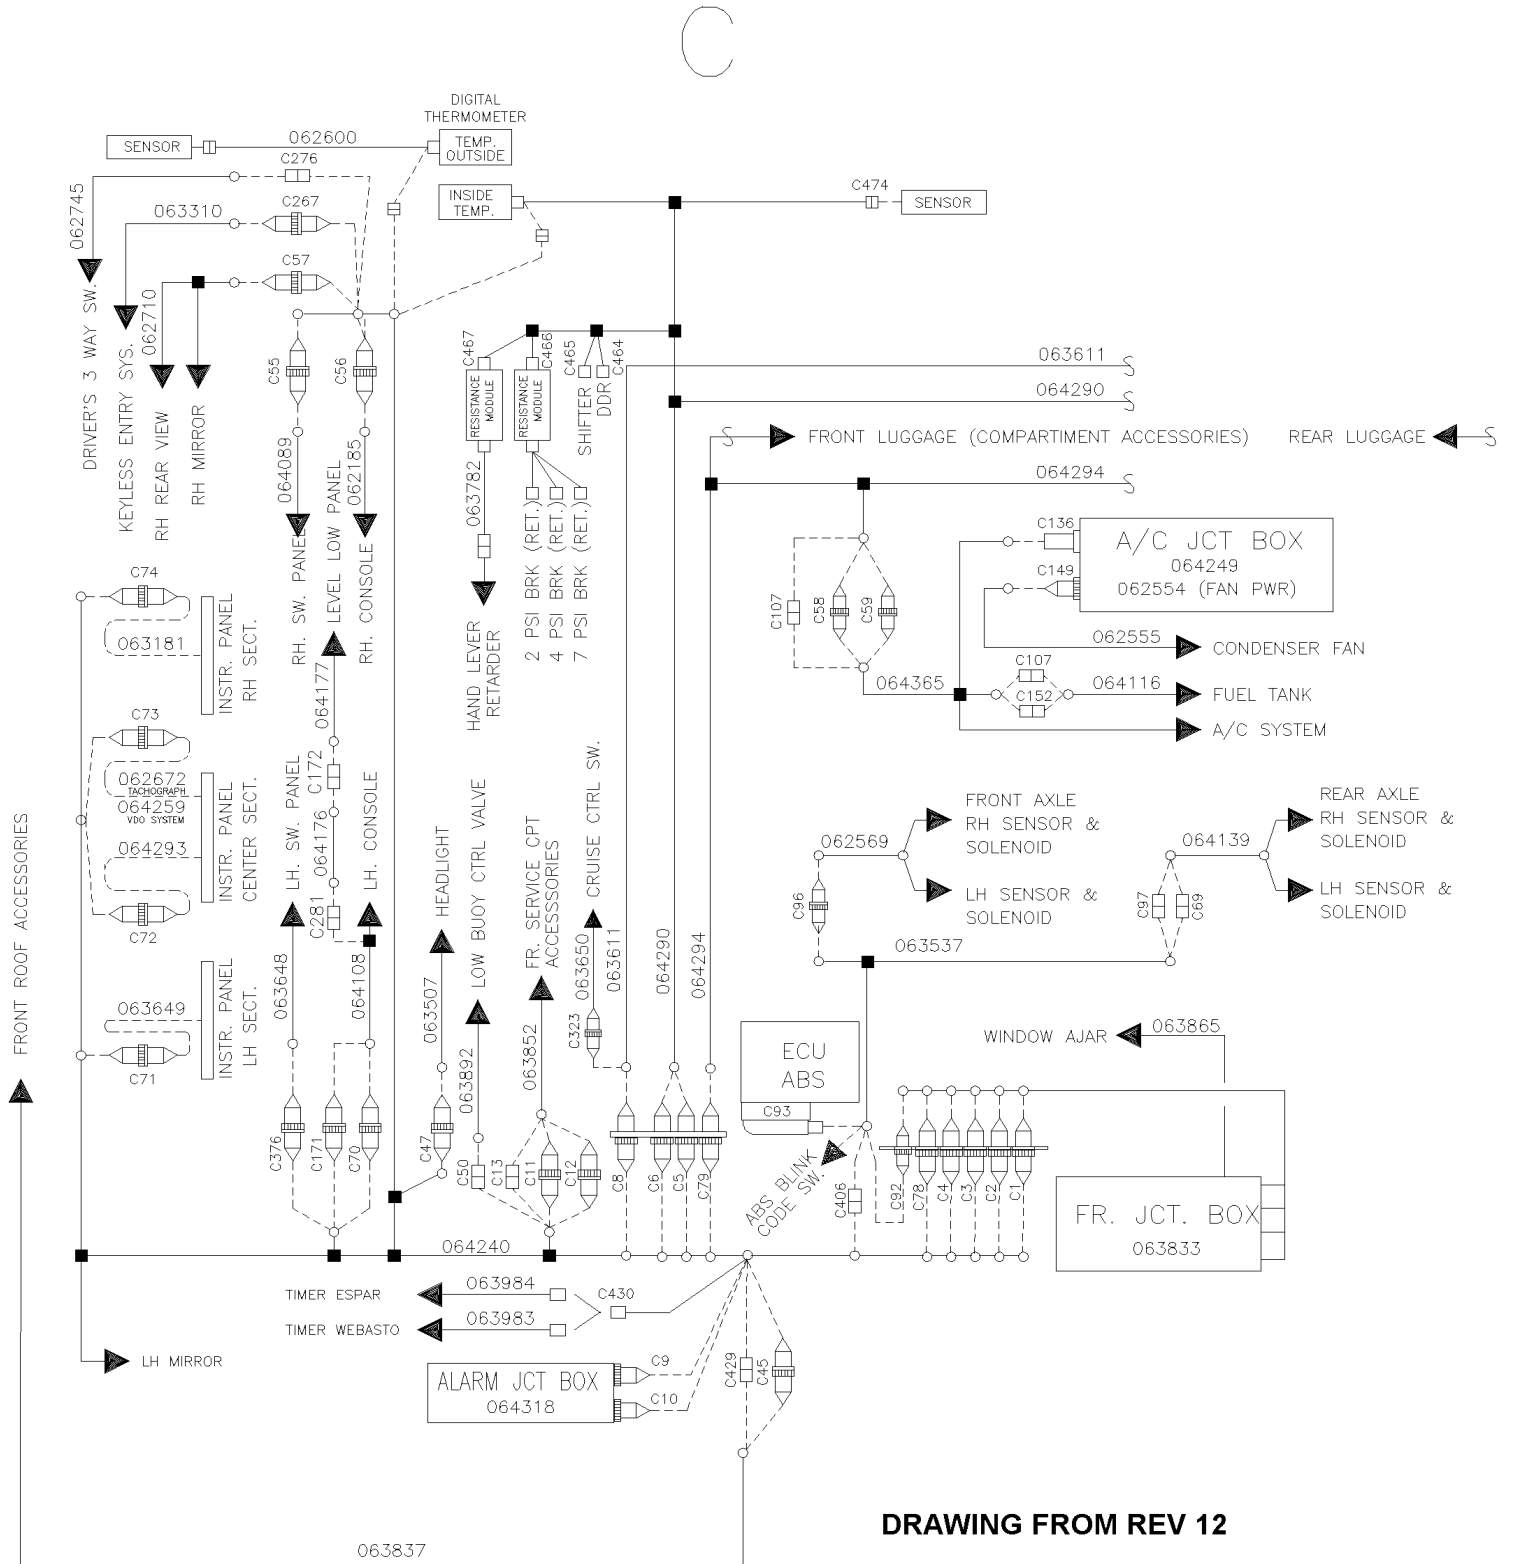 C
DIGITAL
THERMOMETER
SENSOR
062600
TEMP.
OUTSIDE
C276
062745
063310
C267
INSIDE
TEMP.
C474
SENSOR
C57
062710
DRIVER'S 3 WAY SW.
KEYLESS ENTRY SYS.
RH REAR VIEW
RH MIRROR
C55
C56
C467
C466
C465
C464
RESISTANCE
MODULE
RESISTANCE
MODULE
SHIFTER
DDR
063611
064290
FRONT LUGGAGE (COMPARTIMENT ACCESSORIES)
REAR LUGGAGE
064294
064089
LEVEL LOW PANEL
062185
063782
2 PSI BRK (RET.)
4 PSI BRK (RET.)
7 PSI BRK (RET.)
C136
A/C JCT BOX
064249
062554 (FAN PWR)
C149
C107
C58
C59
062555
CONDENSER FAN
C74
063181
INSTR. PANEL
RH SECT.
RH. SW. PANEL
RH. CONSOLE
HAND LEVER
RETARDER
C107
064365
C152
064116
FUEL TANK
A/C SYSTEM
064177
C73
062672
TACHOGRAPH
064259
VDO SYSTEM
064293
INSTR. PANEL
CENTER SECT.
C72
LH. SW. PANEL
C172
064176
C281
LH. CONSOLE
HEADLIGHT
LOW BUOY CTRL VALVE
FR. SERVICE CPT
ACCESSSORIES
CRUISE CTRL SW.
FRONT AXLE
RH SENSOR &
SOLENOID
062569
LH SENSOR &
SOLENOID
REAR AXLE
RH SENSOR &
SOLENOID
064139
LH SENSOR &
SOLENOID
C96
C97
C69
063537
FRONT ROOF ACCESSORIES
063649
INSTR. PANEL
LH SECT.
C71
063648
064108
063507
063892
063852
063650
063611
064290
064294
C323
ECU
ABS
C93
WINDOW AJAR
063865
C376
C171
C70
C47
C50
C13
C11
C12
C8
C6
C5
C79
ABS BLINK
CODE SW.
C406
C92
C78
C4
C3
C2
C1
FR. JCT. BOX
063833
064240
TIMER ESPAR
063984
C430
TIMER WEBASTO
063983
LH MIRROR
ALARM JCT BOX
064318
C9
C10
C429
C45
DRAWING FROM REV 12
063837